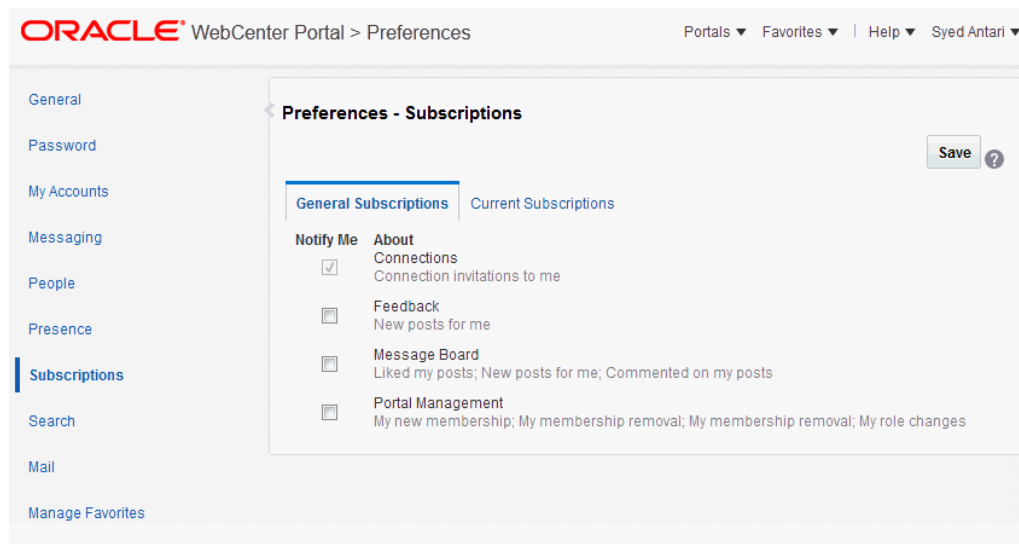 ORACLE WebCenter Portal > Preferences
Portals Favorites Help Syed Antari
General
Password
My Accounts
Messaging
People
Presence
Subscriptions
Search
Mail
Manage Favorites
Preferences - Subscriptions
Save ?
General Subscriptions Current Subscriptions
Notify Me About
Connections
Connection invitations to me
Feedback
New posts for me
Message Board
Liked my posts; New posts for me; Commented on my posts
Portal Management
My new membership; My membership removal; My membership removal; My role changes